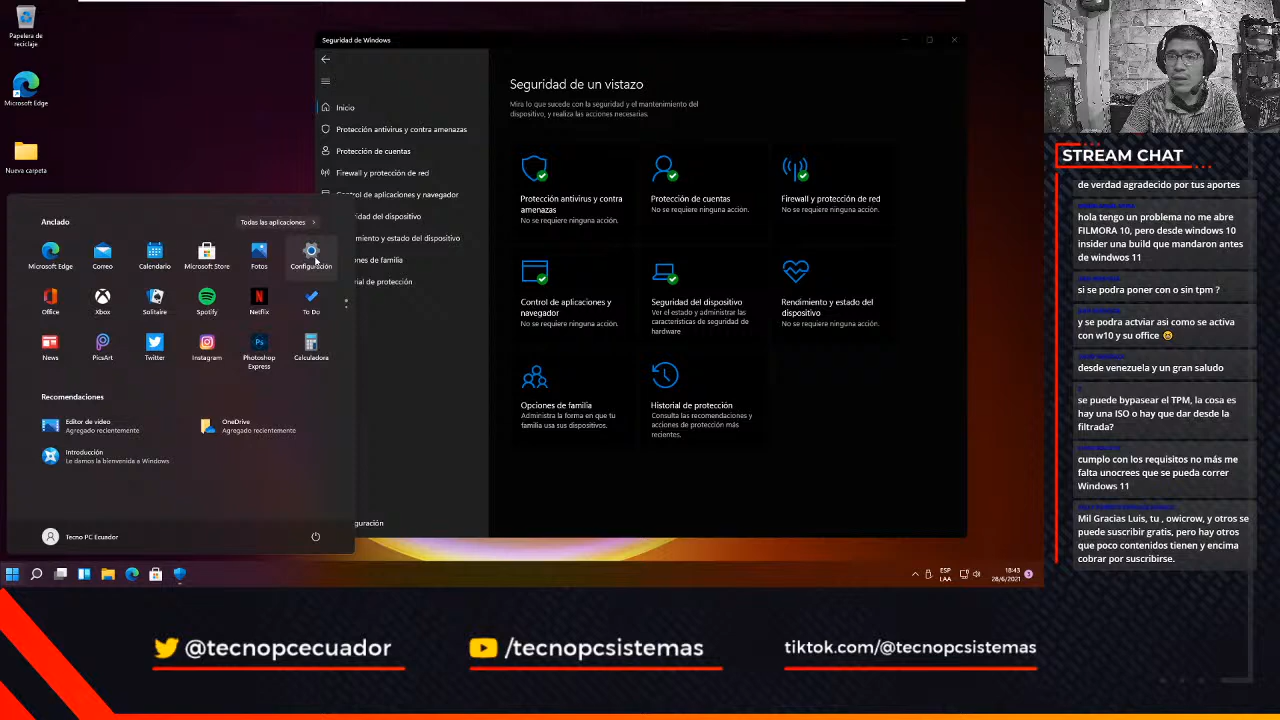 Papelera de
reciclaje
Microsoft Edge
Nueva carpeta
Seguridad de Windows
Inicio
Protección antivirus y contra amenazas
Protección de cuentas
Firewall y protección de red
Control de aplicaciones y navegador
idad del dispositivo
imiento y estado del dispositivo
nes de familia
ial de protección
guración
Seguridad de un vistazo
Mira lo que sucede con la seguridad y el mantenimiento del
dispositivo, y realiza las acciones necesarias.
Protección antivirus y contra
amenazas
No se requiere ninguna acción.
Protección de cuentas
No se requiere ninguna acción.
Firewall y protección de red
No se requiere ninguna acción.
Control de aplicaciones y
navegador
No se requiere ninguna acción.
Seguridad del dispositivo
Ver el estado y administrar las
características de seguridad de
hardware
Rendimiento y estado del
dispositivo
No se requiere ninguna acción.
Opciones de familia
Administra la forma en que tu
familia usa sus dispositivos.
Historial de protección
Consulta las recomendaciones y
acciones de protección más
recientes.
Anclado
Todas las aplicaciones
Microsoft Edge
Correo
Calendario
Microsoft Store
Fotos
Configuración
Office
Xbox
Solitaire
Spotify
Netflix
To Do
News
PicsArt
Twitter
Instagram
Photoshop
Express
Calculadora
Recomendaciones
Editor de video
Agregado recientemente
OneDrive
Agregado recientemente
Introducción
Le damos la bienvenida a Windows
Tecno PC Ecuador
ESP
LAA
18:43
28/6/2021
3
STREAM CHAT
de verdad agradecido por tus aportes
hola tengo un problema no me abre
FILMORA 10, pero desde windows 10
insider una build que mandaron antes
de windwos 11
si se podra poner con o sin tpm ?
y se podra actviar asi como se activa
con w10 y su office
desde venezuela y un gran saludo
se puede bypasear el TPM, la cosa es
hay una ISO o hay que dar desde la
filtrada?
cumplo con los requisitos no más me
falta unocrees que se pueda correr
Windows 11
Mil Gracias Luis, tu , owicrow, y otros se
puede suscribir gratis, pero hay otros
que poco contenidos tienen y encima
cobrar por suscribirse.
@tecnopcecuador
/tecnopcsistemas
tiktok.com/@tecnopcsistemas